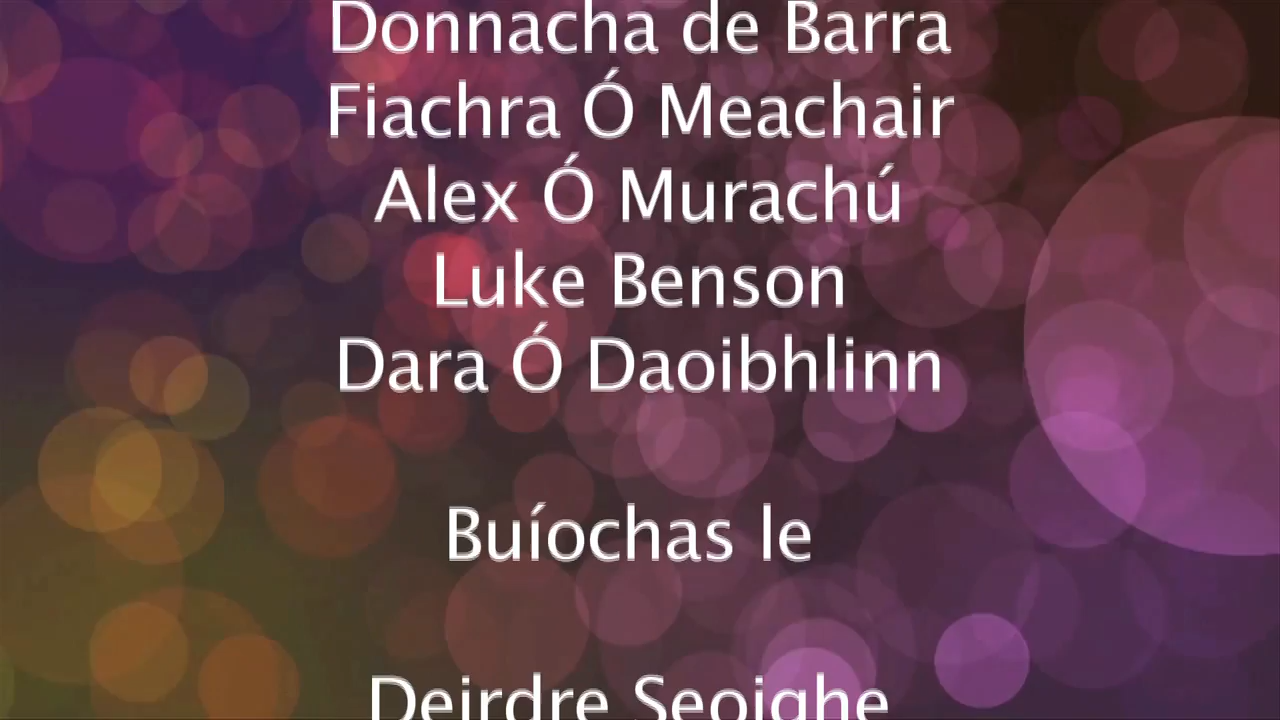 Donnacha de Barra
Fiachra Ó Meachair
Alex Ó Murachú
Luke Benson
Dara Ó Daoibhlinn
Buíochas le
Deirdre Seoighe